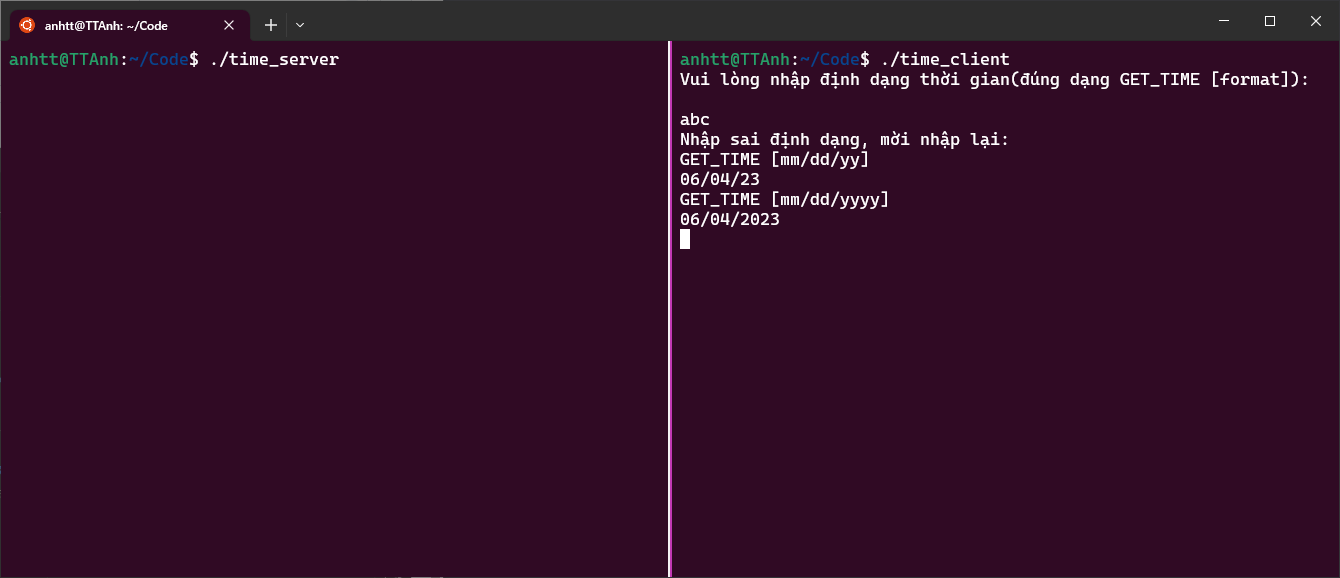 anhtt@TTAnh: ~/Code
anhtt@TTAnh:~/Code$ ./time_server
anhtt@TTAnh:~/Code$ ./time_client
Vui lòng nhập định dạng thời gian(đúng dạng GET_TIME [format]):
abc
Nhập sai định dạng, mời nhập lại:
GET_TIME [mm/dd/yy]
06/04/23
GET_TIME [mm/dd/yyyy]
06/04/2023